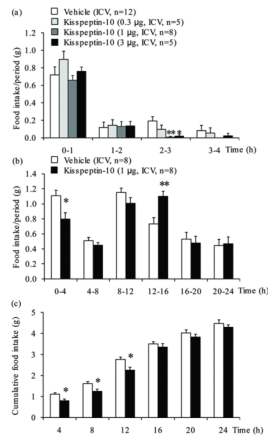 (a)
Vehicle (ICV, n=12)
Kisspeptin-10 (0.3 µg, ICV, n=5)
Kisspeptin-10 (1 µg, ICV, n=8)
Kisspeptin-10 (3 µg, ICV, n=5)
Food intake/period (g)
1.2
1.0
0.8
0.6
0.4
0.2
0.0
** *
0-1 1-2 2-3 3-4 Time (h)
(b)
Vehicle (ICV, n=8)
Kisspeptin-10 (1 µg, ICV, n=8)
Food intake/period (g)
1.4
1.2
1.0
0.8
0.6
0.4
0.2
0.0
*
**
0-4 4-8 8-12 12-16 16-20 20-24 Time (h)
(c)
Cumulative food intake (g)
5
4
3
2
1
0
*
*
*
4 8 12 16 20 24 Time (h)